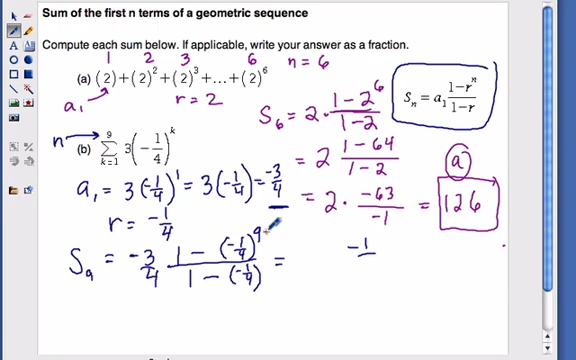 Sum of the first n terms of a geometric sequence
Compute each sum below. If applicable, write your answer as a fraction.
1 2 3 6 n = 6
(a) (2)+(2)²+(2)³+...+(2)⁶
a₁ r = 2
Sₙ = a₁ (1−rⁿ)/(1−r)
S₆ = 2 · (1−2⁶)/(1−2)
= 2 (1−64)/(1−2)
= 2 · −63/−1 = 126
(a)
n → (b) ∑ₖ₌₁⁹ 3(−1/4)ᵏ
a₁ = 3(−1/4)¹ = 3(−1/4) = −3/4
r = −1/4
S₉ = −3/4 (1−(−1/4)⁹)/(1−(−1/4)) =
−1